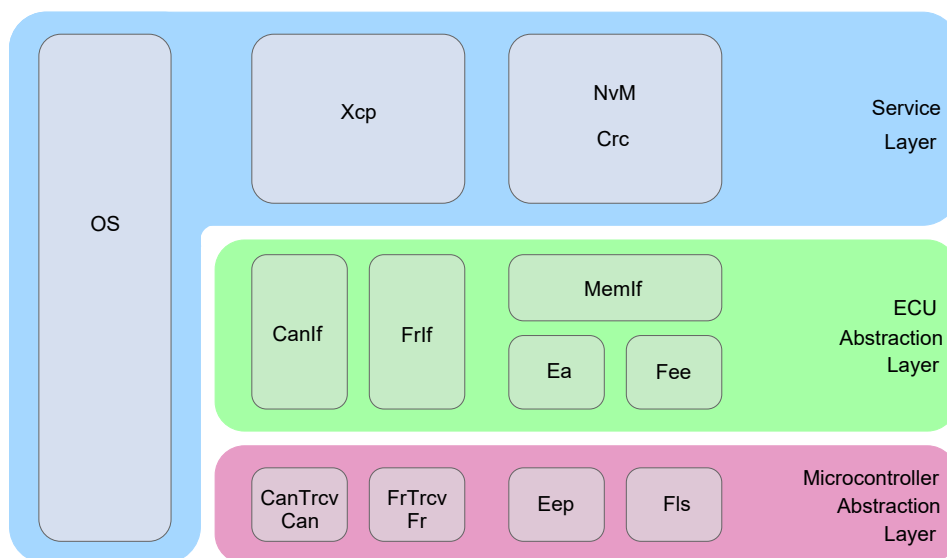 OS
Xcp
NvM
Crc
Service
Layer
CanIf
FrIf
MemIf
Ea
Fee
ECU
Abstraction
Layer
CanTrcv
Can
FrTrcv
Fr
Eep
Fls
Microcontroller
Abstraction
Layer